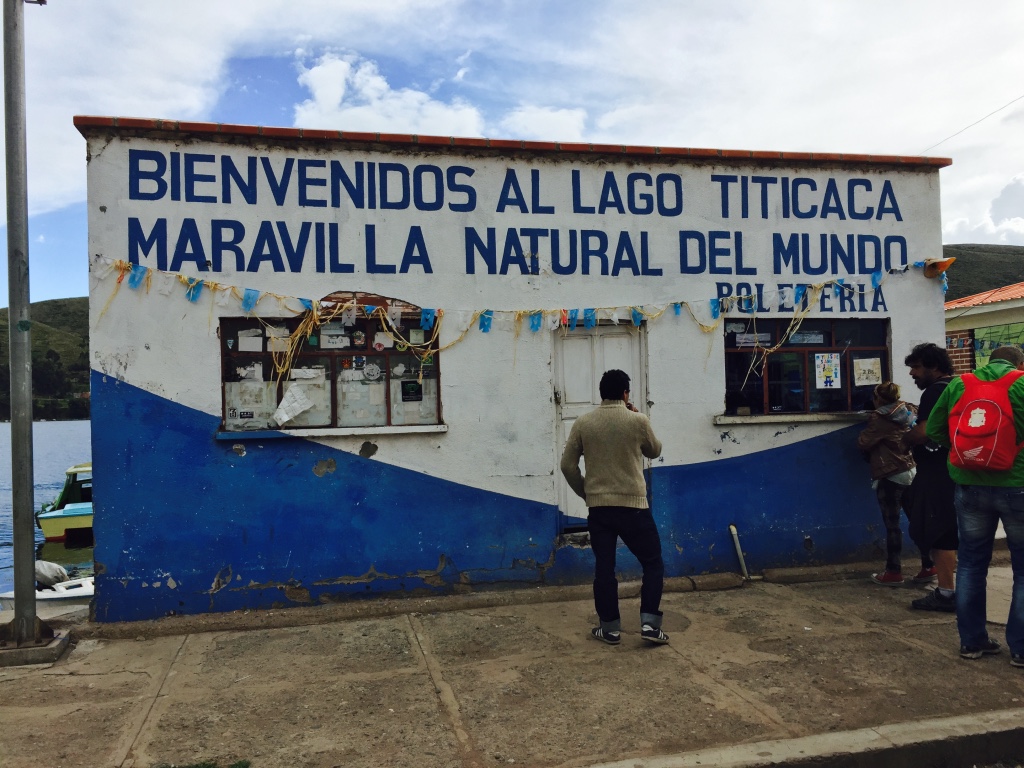 BIENVENIDOS AL LAGO TITICACA
MARAVILLA NATURAL DEL MUNDO
BOLETERIA